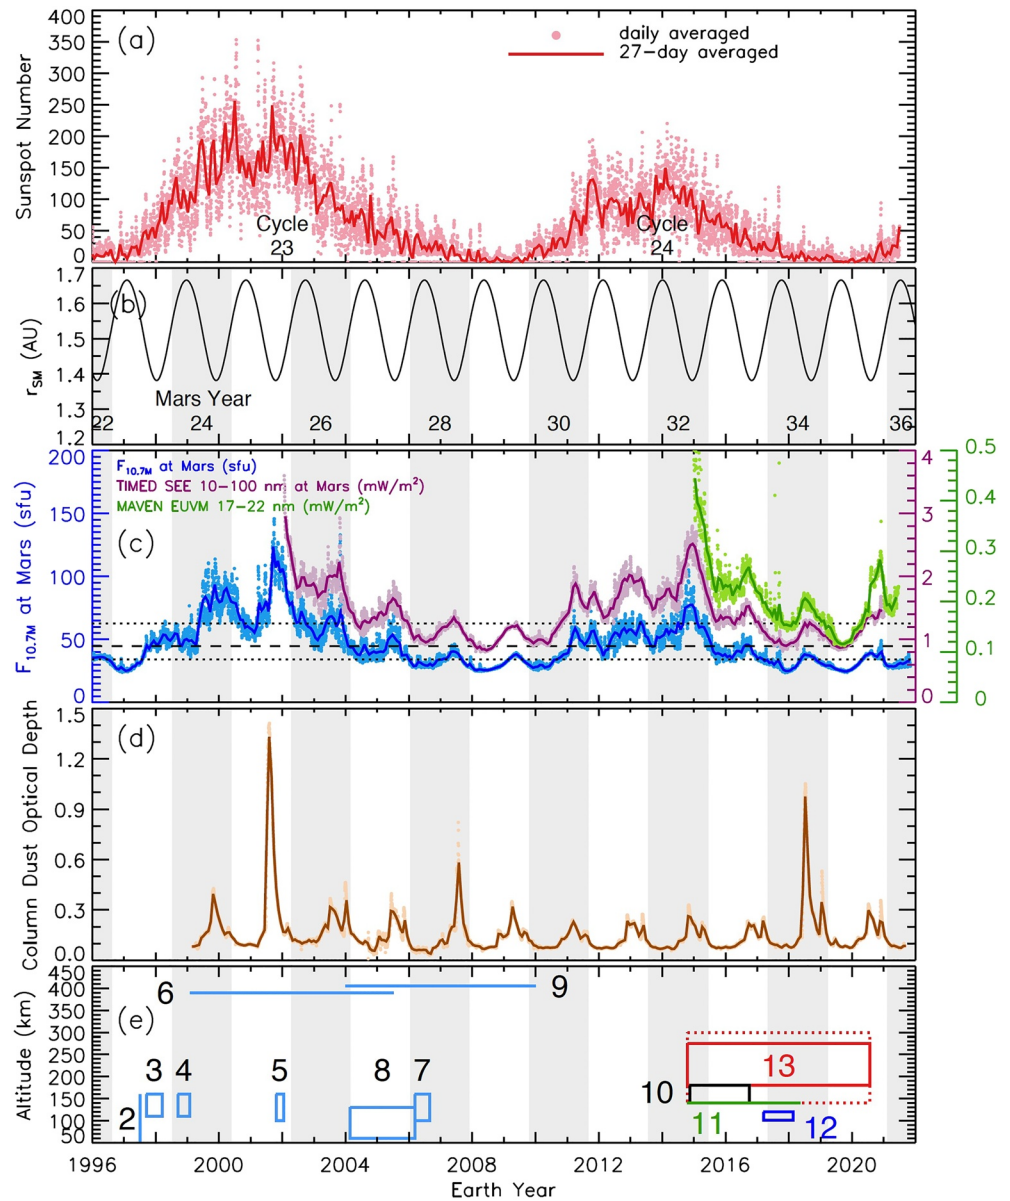 (a)
daily averaged
27-day averaged
Sunspot Number
400
350
300
250
200
150
100
50
0
Cycle
23
Cycle
24
(b)
r_SM (AU)
1.7
1.6
1.5
1.4
1.3
1.2
Mars Year
22 24 26 28 30 32 34 36
(c)
F_10.7M at Mars (sfu)
TIMED SEE 10-100 nm at Mars (mW/m²)
MAVEN EUVM 17-22 nm (mW/m²)
F_10.7M at Mars (sfu)
200
150
100
50
0
4
3
2
1
0
0.5
0.4
0.3
0.2
0.1
0
(d)
Column Dust Optical Depth
1.5
1.2
0.9
0.6
0.3
0.0
(e)
Altitude (km)
450
400
350
300
250
200
150
100
50
6
9
3 4 5 8 7
2
13
10
11
12
1996 2000 2004 2008 2012 2016 2020
Earth Year